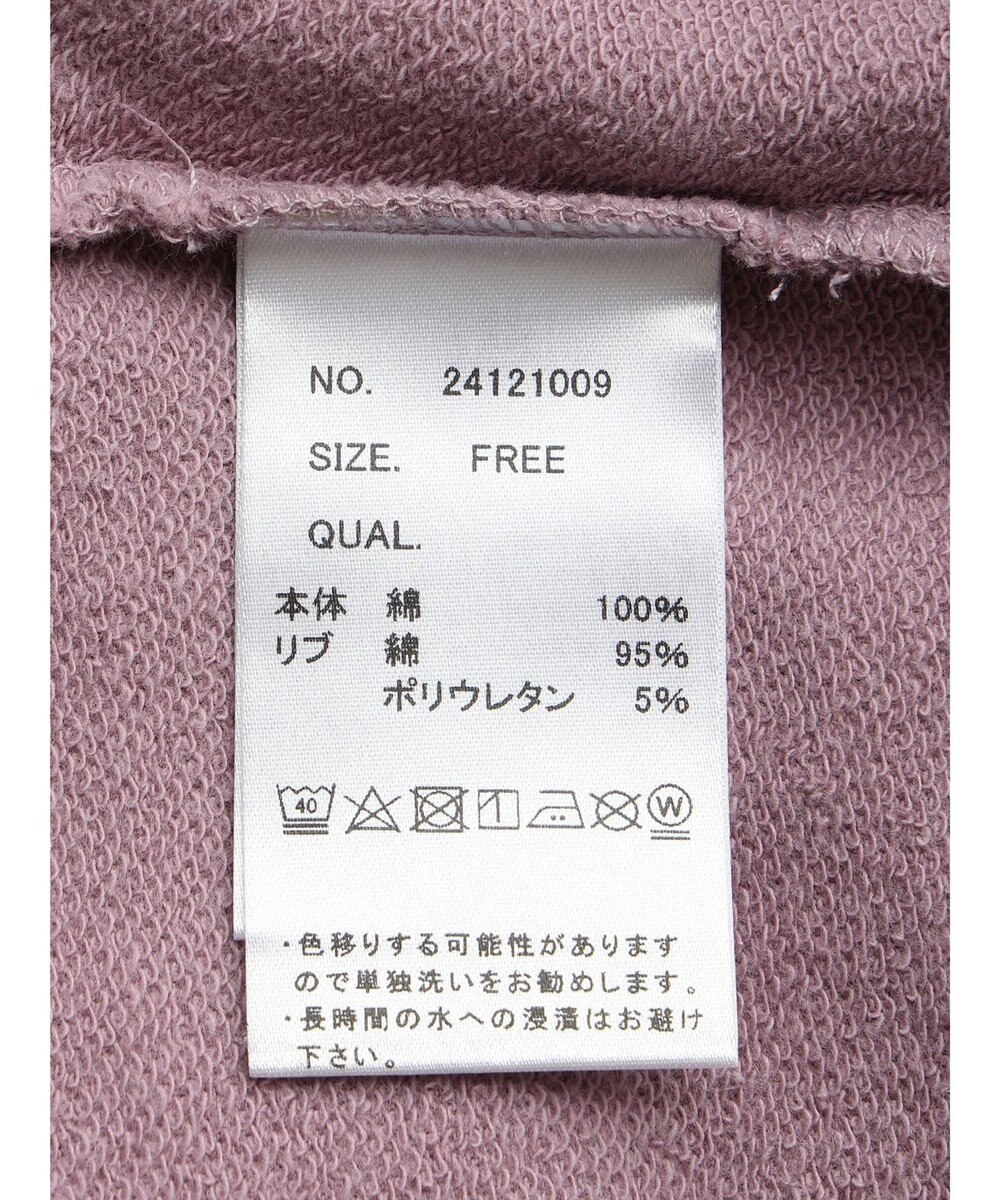 NO. 24121009
SIZE. FREE
QUAL.
本体 綿 100%
リブ 綿 95%
ポリウレタン 5%
40 W
・色移りする可能性があります
ので単独洗いをお勧めします。
・長時間の水への浸漬はお避け
下さい。